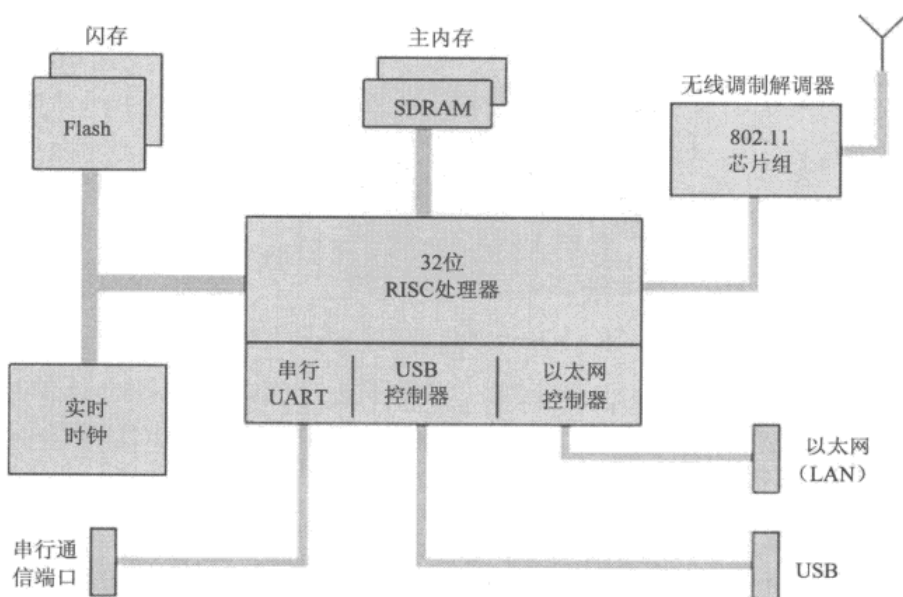 闪存
Flash
主内存
SDRAM
无线调制解调器
802.11
芯片组
32位
RISC处理器
串行
UART
USB
控制器
以太网
控制器
实时
时钟
以太网
（LAN）
串行通
信端口
USB